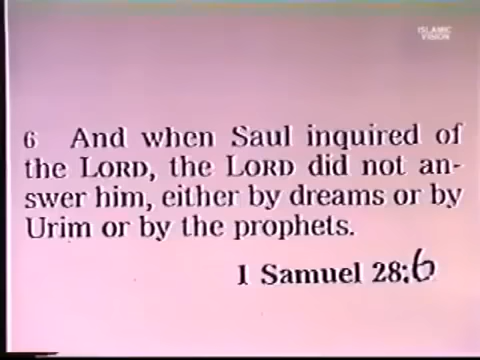 ISLAMIC
VISION
6 And when Saul inquired of
the LORD, the LORD did not an-
swer him, either by dreams or by
Urim or by the prophets.
1 Samuel 28:6